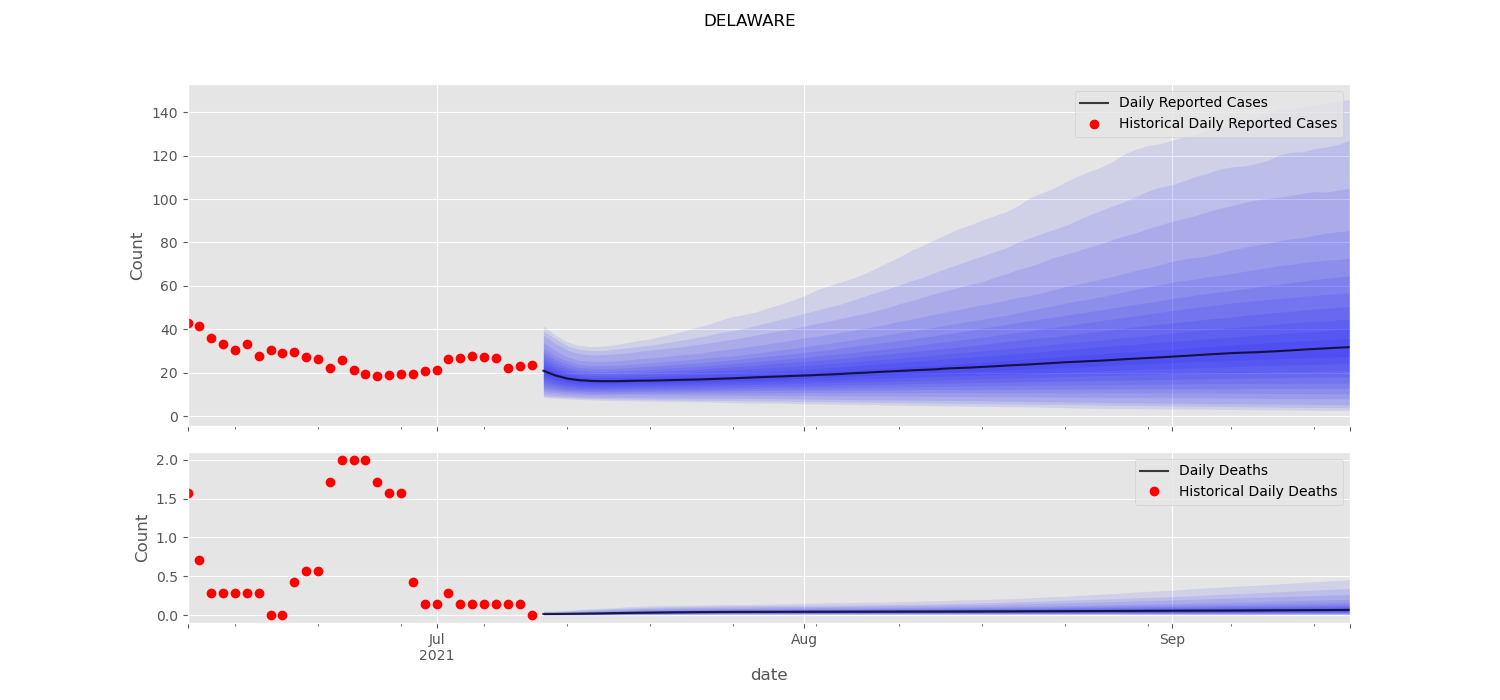 DELAWARE
Daily Reported Cases
Historical Daily Reported Cases
140
120
100
80
60
40
20
0
Count
Daily Deaths
Historical Daily Deaths
2.0
1.5
1.0
0.5
0.0
Count
Jul
2021
Aug
Sep
date